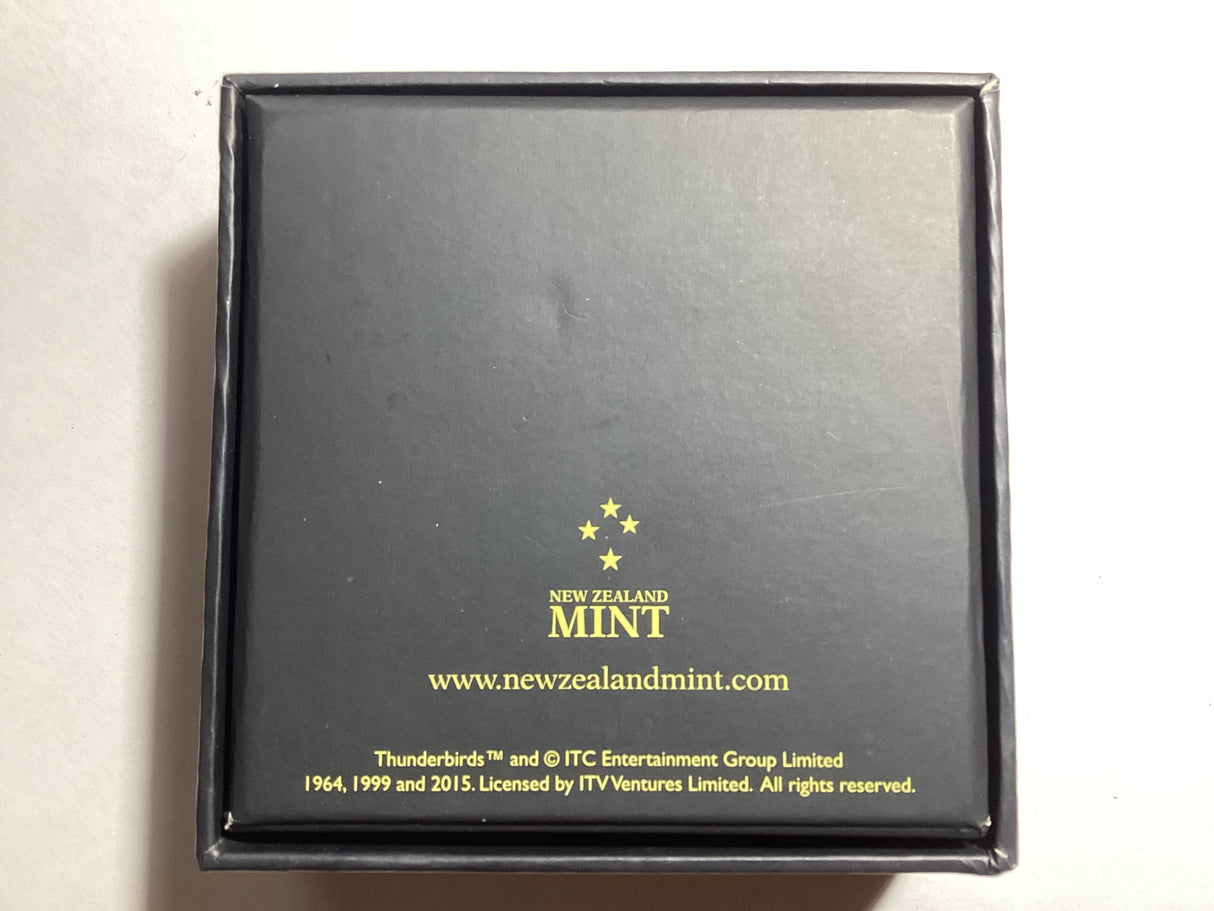 NEW ZEALAND
MINT
www.newzealandmint.com
Thunderbirds™ and © ITC Entertainment Group Limited
1964, 1999 and 2015. Licensed by ITV Ventures Limited. All rights reserved.